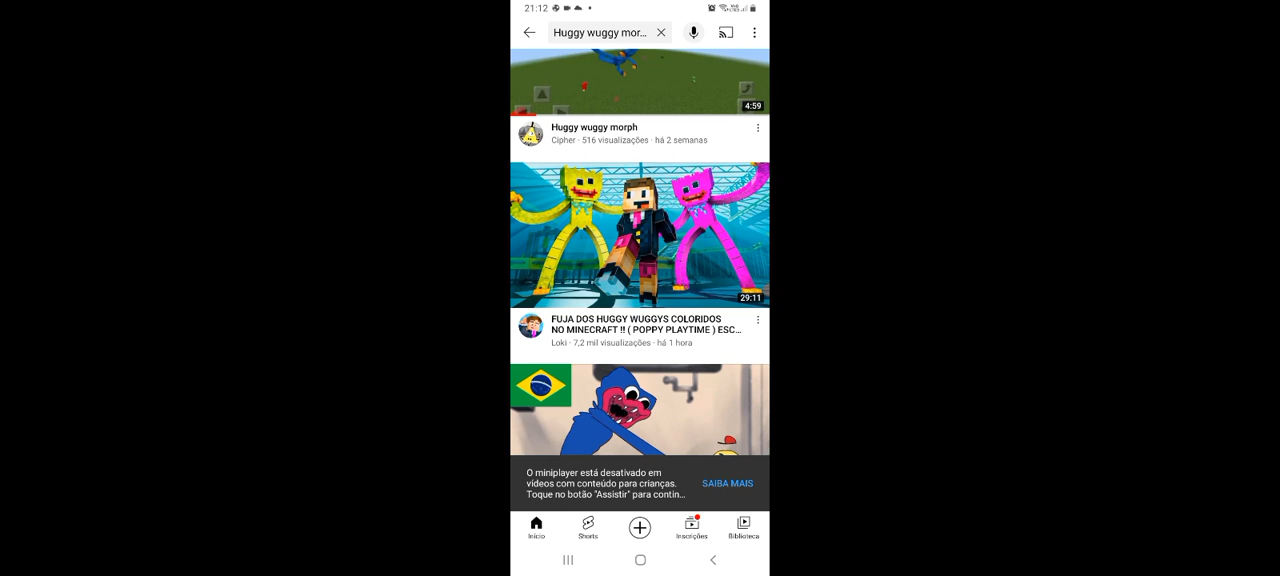 21:12
Huggy wuggy mor...
4:59
Huggy wuggy morph
Cipher · 516 visualizações · há 2 semanas
29:11
FUJA DOS HUGGY WUGGYS COLORIDOS
NO MINECRAFT !! ( POPPY PLAYTIME ) ESC...
Loki · 7,2 mil visualizações · há 1 hora
O miniplayer está desativado em
vídeos com conteúdo para crianças.
Toque no botão "Assistir" para contin...
SAIBA MAIS
Início
Shorts
Inscrições
Biblioteca